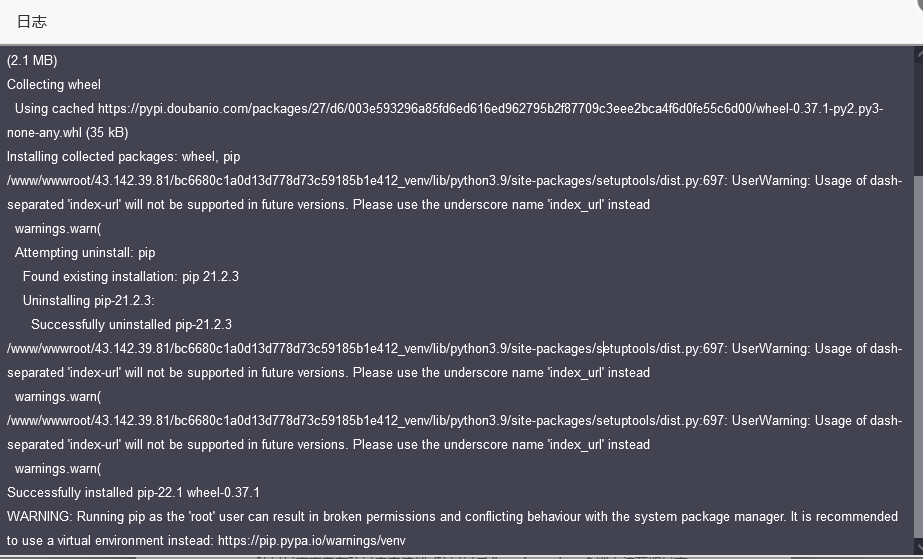 日志
(2.1 MB)
Collecting wheel
Using cached https://pypi.doubanio.com/packages/27/d6/003e593296a85fd6ed616ed962795b2f87709c3eee2bca4f6d0fe55c6d00/wheel-0.37.1-py2.py3-
none-any.whl (35 kB)
Installing collected packages: wheel, pip
/www/wwwroot/43.142.39.81/bc6680c1a0d13d778d73c59185b1e412_venv/lib/python3.9/site-packages/setuptools/dist.py:697: UserWarning: Usage of dash-
separated 'index-url' will not be supported in future versions. Please use the underscore name 'index_url' instead
warnings.warn(
Attempting uninstall: pip
Found existing installation: pip 21.2.3
Uninstalling pip-21.2.3:
Successfully uninstalled pip-21.2.3
/www/wwwroot/43.142.39.81/bc6680c1a0d13d778d73c59185b1e412_venv/lib/python3.9/site-packages/setuptools/dist.py:697: UserWarning: Usage of dash-
separated 'index-url' will not be supported in future versions. Please use the underscore name 'index_url' instead
warnings.warn(
/www/wwwroot/43.142.39.81/bc6680c1a0d13d778d73c59185b1e412_venv/lib/python3.9/site-packages/setuptools/dist.py:697: UserWarning: Usage of dash-
separated 'index-url' will not be supported in future versions. Please use the underscore name 'index_url' instead
warnings.warn(
Successfully installed pip-22.1 wheel-0.37.1
WARNING: Running pip as the 'root' user can result in broken permissions and conflicting behaviour with the system package manager. It is recommended
to use a virtual environment instead: https://pip.pypa.io/warnings/venv